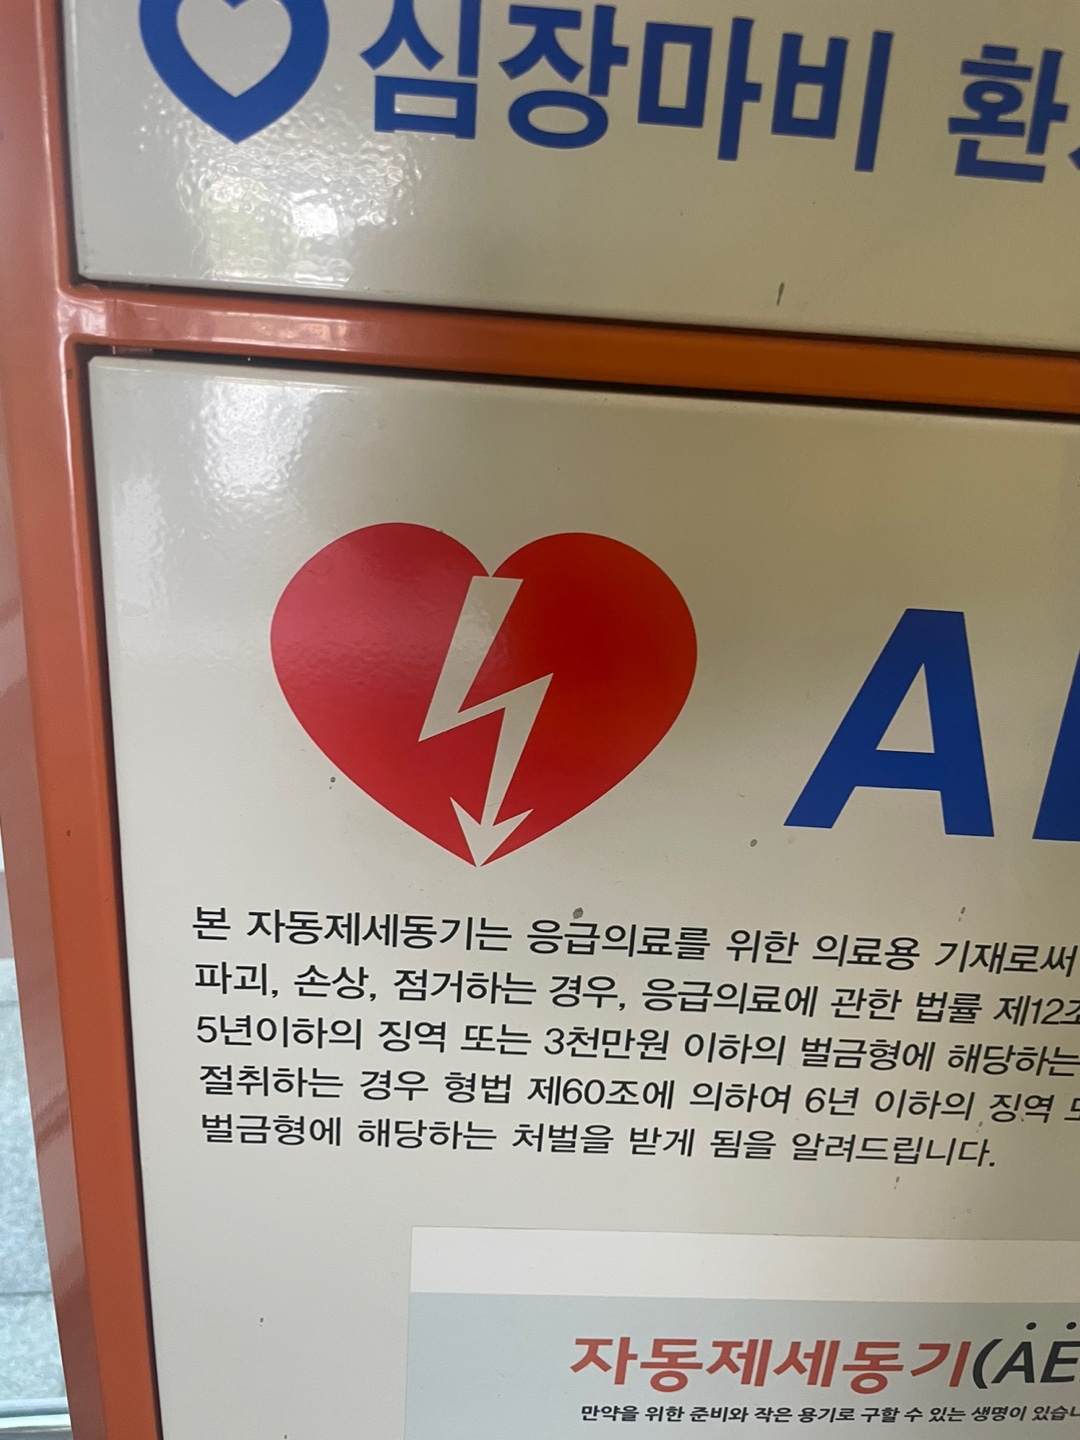 심장마비
AE
본 자동제세동기는 응급의료를 위한 의료용 기재로써
파괴, 손상, 점거하는 경우, 응급의료에 관한 법률 제12조
5년이하의 징역 또는 3천만원 이하의 벌금형에 해당하는
절취하는 경우 형법 제60조에 의하여 6년 이하의 징역
벌금형에 해당하는 처벌을 받게 됨을 알려드립니다.
자동제세동기(AE
만약을 위한 준비와 작은 용기로 구할 수 있는 생명이